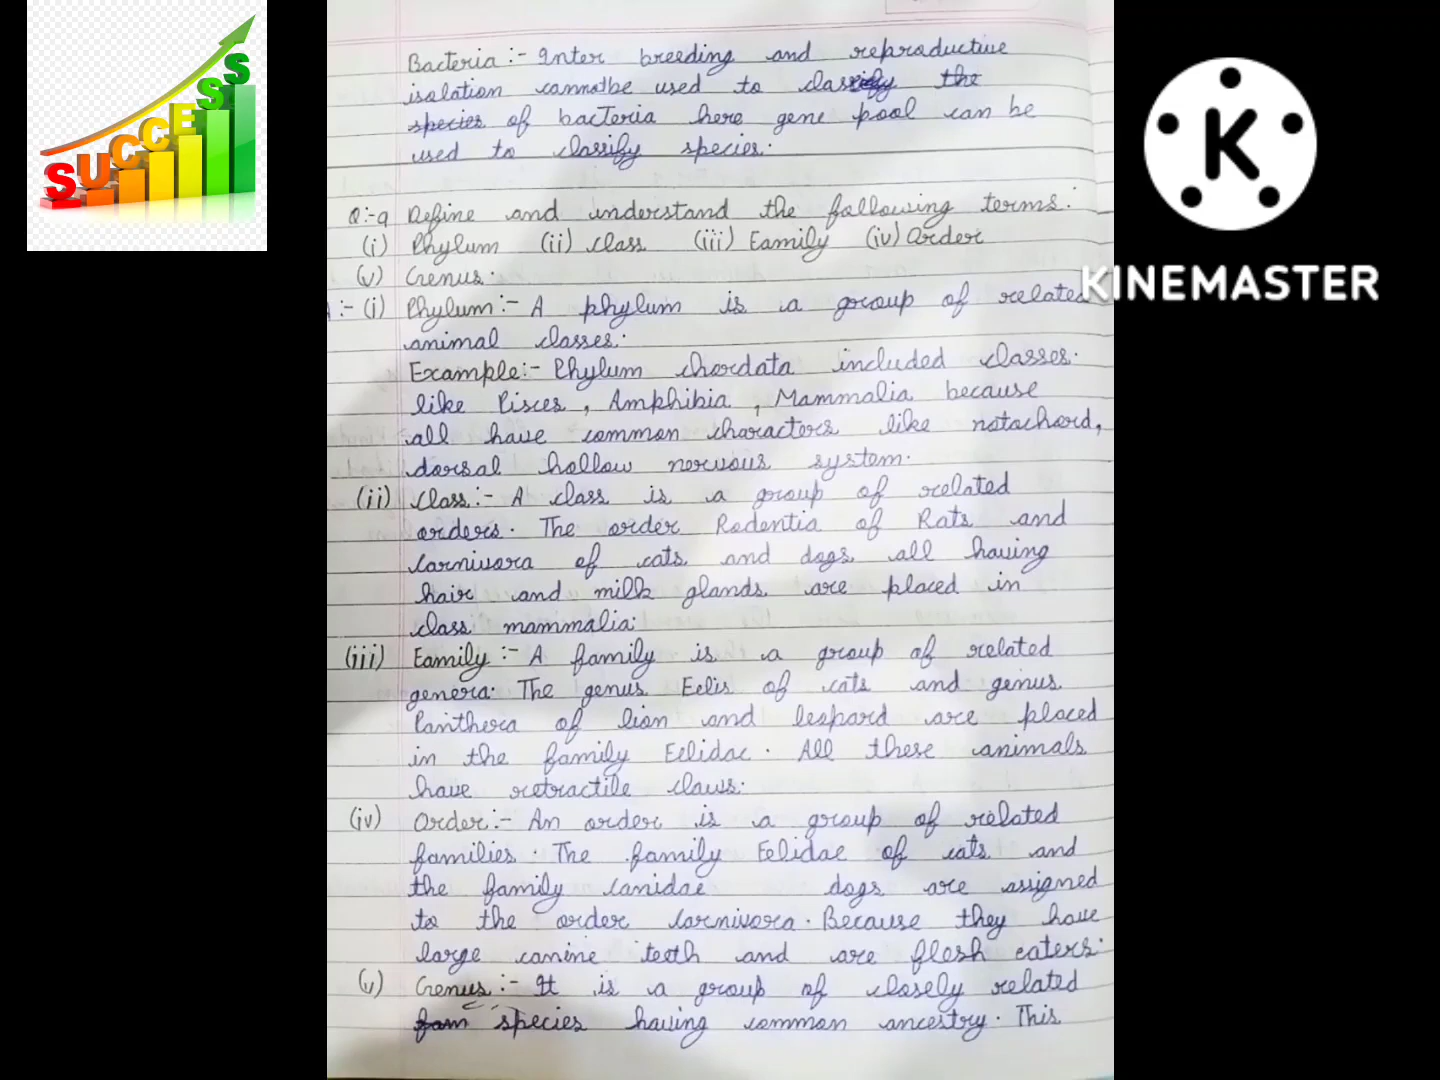 SUCCESS
K
KINEMASTER
Bacteria :- Inter breeding and reproductive
isolation cannotbe used to classify the
species of bacteria here gene pool can be
used to classify species.
Q:-9 Define and understand the following terms.
(i) Phylum (ii) Class (iii) Family (iv) Order
(v) Genus.
A:- (i) Phylum :- A phylum is a group of related
animal classes.
Example :- Phylum chordata included classes.
like Pisces , Amphibia , Mammalia because
all have common characters like notochord,
dorsal hollow nervous system.
(ii) Class :- A class is a group of related
orders. The order Rodentia of Rats and
Carnivora of cats and dogs all having
hair and milk glands are placed in
class mammalia.
(iii) Family :- A family is a group of related
genera. The genus Felis of cats and genus
Panthera of lion and leopard are placed
in the family Felidae. All these animals
have retractile claws.
(iv) Order :- An order is a group of related
families. The family Felidae of cats and
the family Canidae dogs are assigned
to the order Carnivora. Because they have
large canine teeth and are flesh eaters.
(v) Genus :- It is a group of closely related
fam species having common ancestry. This